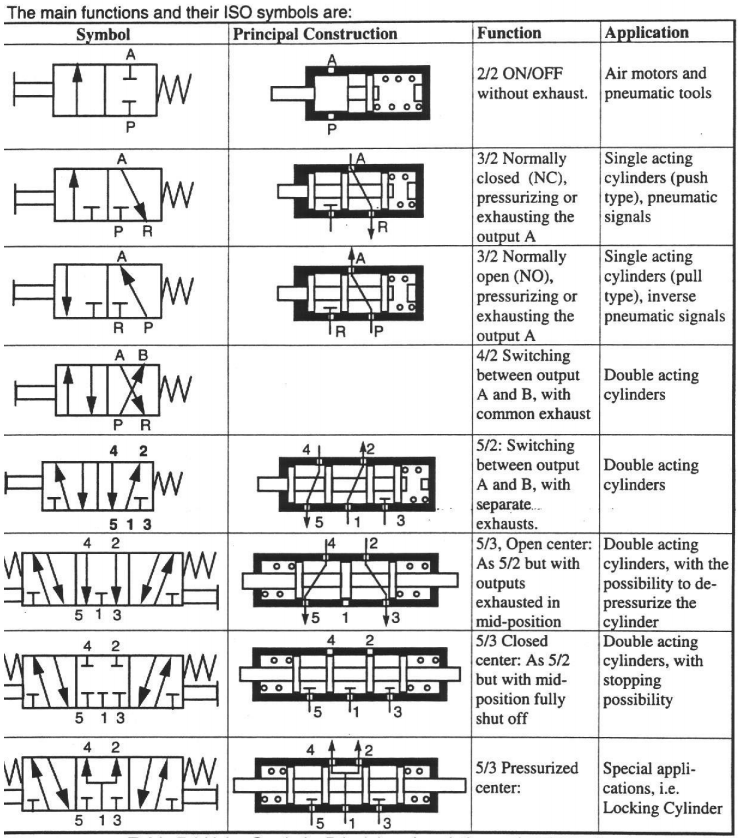 The main functions and their ISO symbols are:
Symbol
Principal Construction
Function
Application
A
P
A
P
2/2 ON/OFF
without exhaust.
Air motors and
pneumatic tools
A
P R
A
R
3/2 Normally
closed (NC),
pressurizing or
exhausting the
output A
Single acting
cylinders (push
type), pneumatic
signals
A
R P
A
R P
3/2 Normally
open (NO),
pressurizing or
exhausting the
output A
Single acting
cylinders (pull
type), inverse
pneumatic signals
A B
P R
4/2 Switching
between output
A and B, with
common exhaust
Double acting
cylinders
4 2
5 1 3
4 2
5 1 3
5/2: Switching
between output
A and B, with
separate
exhausts.
Double acting
cylinders
4 2
5 1 3
4 2
5 1 3
5/3, Open center:
As 5/2 but with
outputs
exhausted in
mid-position
Double acting
cylinders, with the
possibility to de-
pressurize the
cylinder
4 2
5 1 3
4 2
5 1 3
5/3 Closed
center: As 5/2
but with mid-
position fully
shut off
Double acting
cylinders, with
stopping
possibility
4 2
5 1 3
4 2
5 1 3
5/3 Pressurized
center:
Special appli-
cations, i.e.
Locking Cylinder